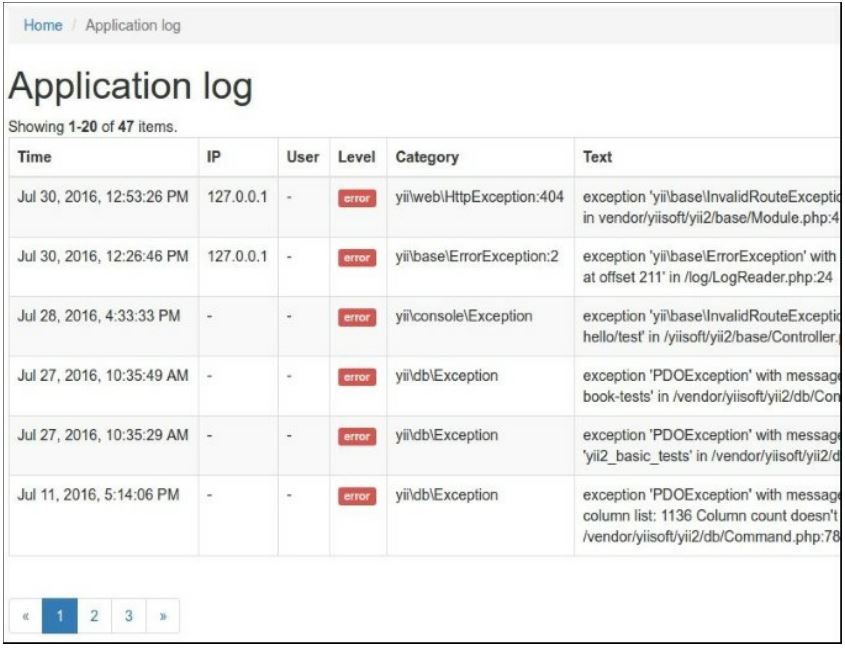 Home / Application log
Application log
Showing 1-20 of 47 items.
Time IP User Level Category Text
Jul 30, 2016, 12:53:26 PM 127.0.0.1 - error yii\web\HttpException:404 exception 'yii\base\InvalidRouteExceptio
in vendor/yiisoft/yii2/base/Module.php:4
Jul 30, 2016, 12:26:46 PM 127.0.0.1 - error yii\base\ErrorException:2 exception 'yii\base\ErrorException' with
at offset 211' in /log/LogReader.php:24
Jul 28, 2016, 4:33:33 PM - - error yii\console\Exception exception 'yii\base\InvalidRouteExceptio
hello/test' in /yiisoft/yii2/base/Controller.
Jul 27, 2016, 10:35:49 AM - - error yii\db\Exception exception 'PDOException' with message
book-tests' in /vendor/yiisoft/yii2/db/Con
Jul 27, 2016, 10:35:29 AM - - error yii\db\Exception exception 'PDOException' with message
'yii2_basic_tests' in /vendor/yiisoft/yii2/d
Jul 11, 2016, 5:14:06 PM - - error yii\db\Exception exception 'PDOException' with message
column list: 1136 Column count doesn't
/vendor/yiisoft/yii2/db/Command.php:78
« 1 2 3 »